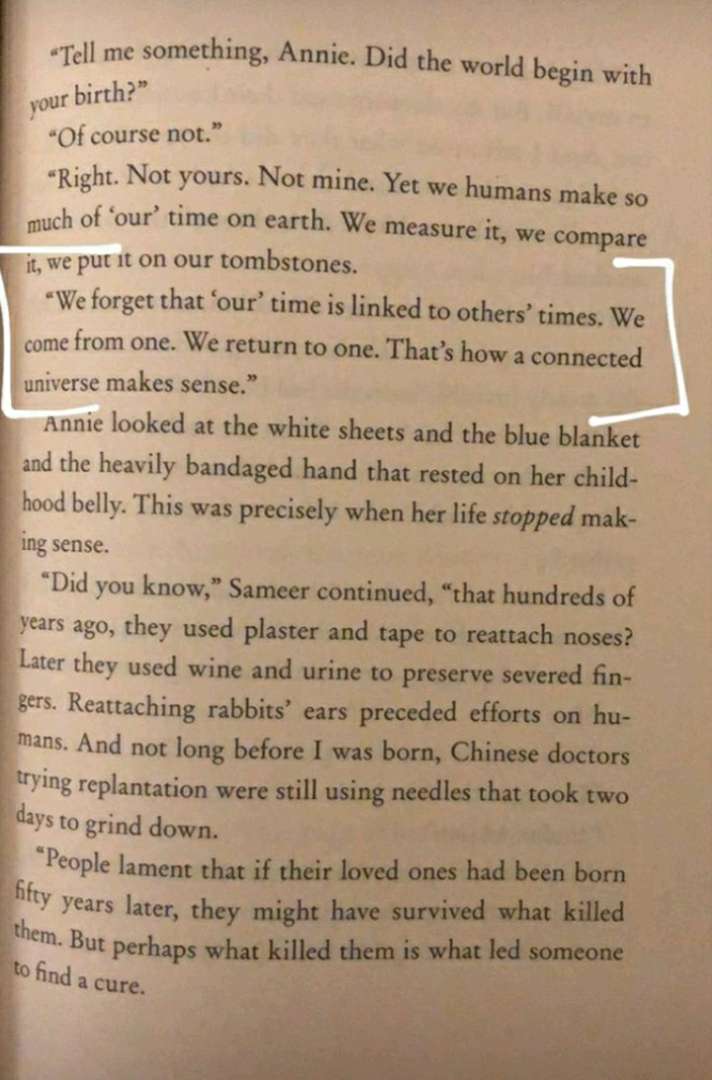 “Tell me something, Annie. Did the world begin with
your birth?”
“Of course not.”
“Right. Not yours. Not mine. Yet we humans make so
much of ‘our’ time on earth. We measure it, we compare
it, we put it on our tombstones.
“We forget that ‘our’ time is linked to others’ times. We
come from one. We return to one. That’s how a connected
universe makes sense.”
Annie looked at the white sheets and the blue blanket
and the heavily bandaged hand that rested on her child-
hood belly. This was precisely when her life stopped mak-
ing sense.
“Did you know,” Sameer continued, “that hundreds of
years ago, they used plaster and tape to reattach noses?
Later they used wine and urine to preserve severed fin-
gers. Reattaching rabbits’ ears preceded efforts on hu-
mans. And not long before I was born, Chinese doctors
trying replantation were still using needles that took two
days to grind down.
“People lament that if their loved ones had been born
fifty years later, they might have survived what killed
them. But perhaps what killed them is what led someone
to find a cure.